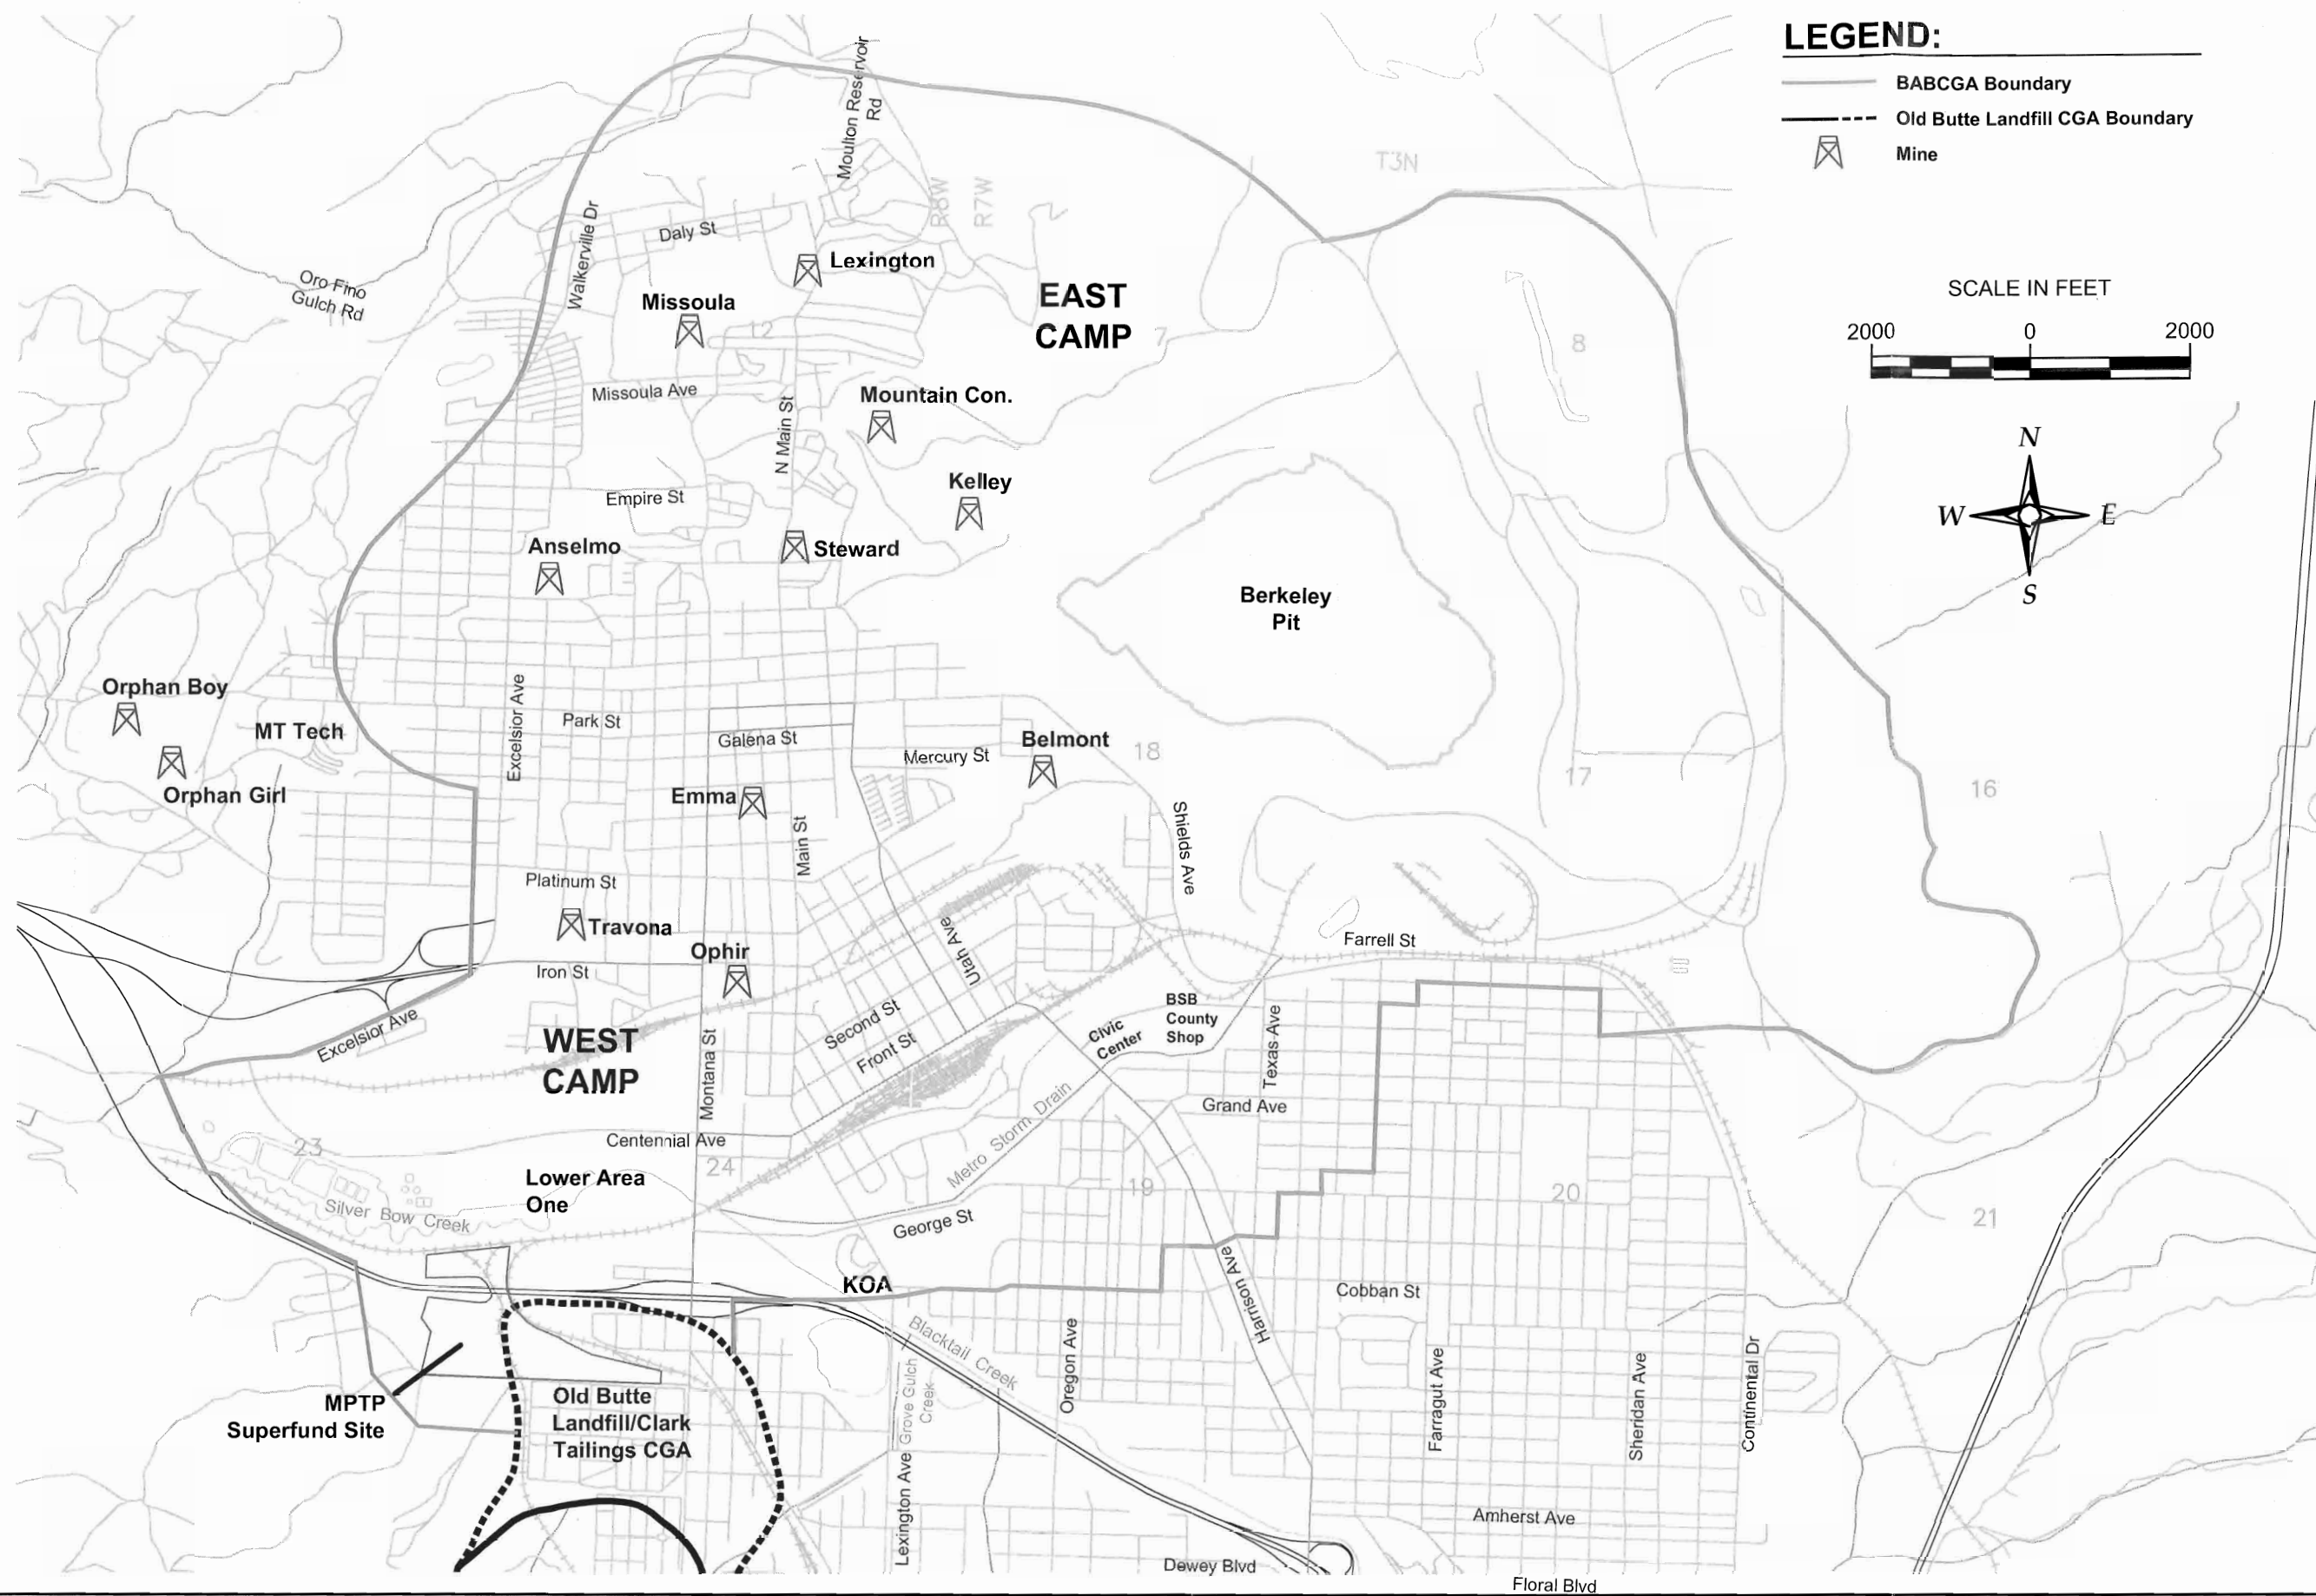 LEGEND:
BABCGA Boundary
Old Butte Landfill CGA Boundary
Mine
SCALE IN FEET
2000 0 2000
N
W E
S
Moulton Reservoir
Rd
T3N
R8W
R7W
Walkerville Dr
Daly St
Lexington
Oro Fino
Gulch Rd
Missoula
12
EAST
CAMP
7
8
Missoula Ave
N Main St
Mountain Con.
Empire St
Kelley
Anselmo
Steward
Berkeley
Pit
Orphan Boy
MT Tech
Orphan Girl
Excelsior Ave
Park St
Galena St
Mercury St
Belmont
18
17
16
Emma
Main St
Shields Ave
Platinum St
Travona
Ophir
Iron St
Utah Ave
Farrell St
Excelsior Ave
WEST
CAMP
Montana St
Second St
Front St
Civic
Center
BSB
County
Shop
Texas Ave
Grand Ave
Metro Storm Drain
Centennial Ave
23
24
19
20
21
Lower Area
One
Silver Bow Creek
George St
KOA
Harrison Ave
Cobban St
Blacktail Creek
Grove Gulch
Creek
Oregon Ave
Farragut Ave
Sheridan Ave
Continental Dr
MPTP
Superfund Site
Old Butte
Landfill/Clark
Tailings CGA
Lexington Ave
Amherst Ave
Dewey Blvd
Floral Blvd